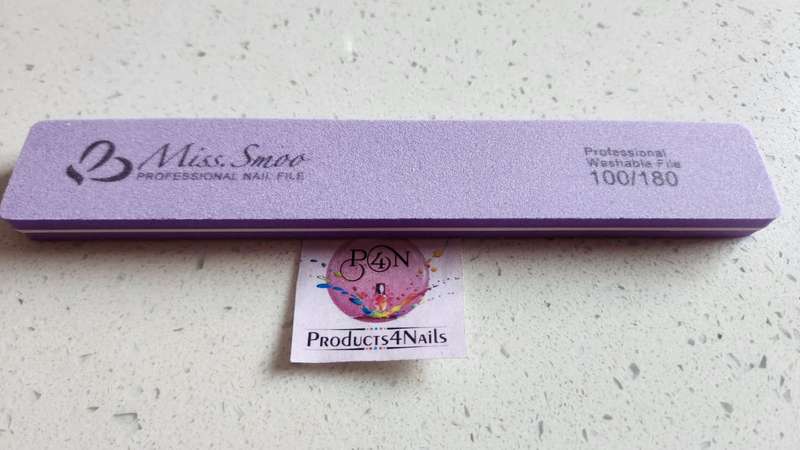 Miss.Smoo
PROFESSIONAL NAIL FILE
Professional
Washable File
100/180
P4N
PRODUCTS4NAILS